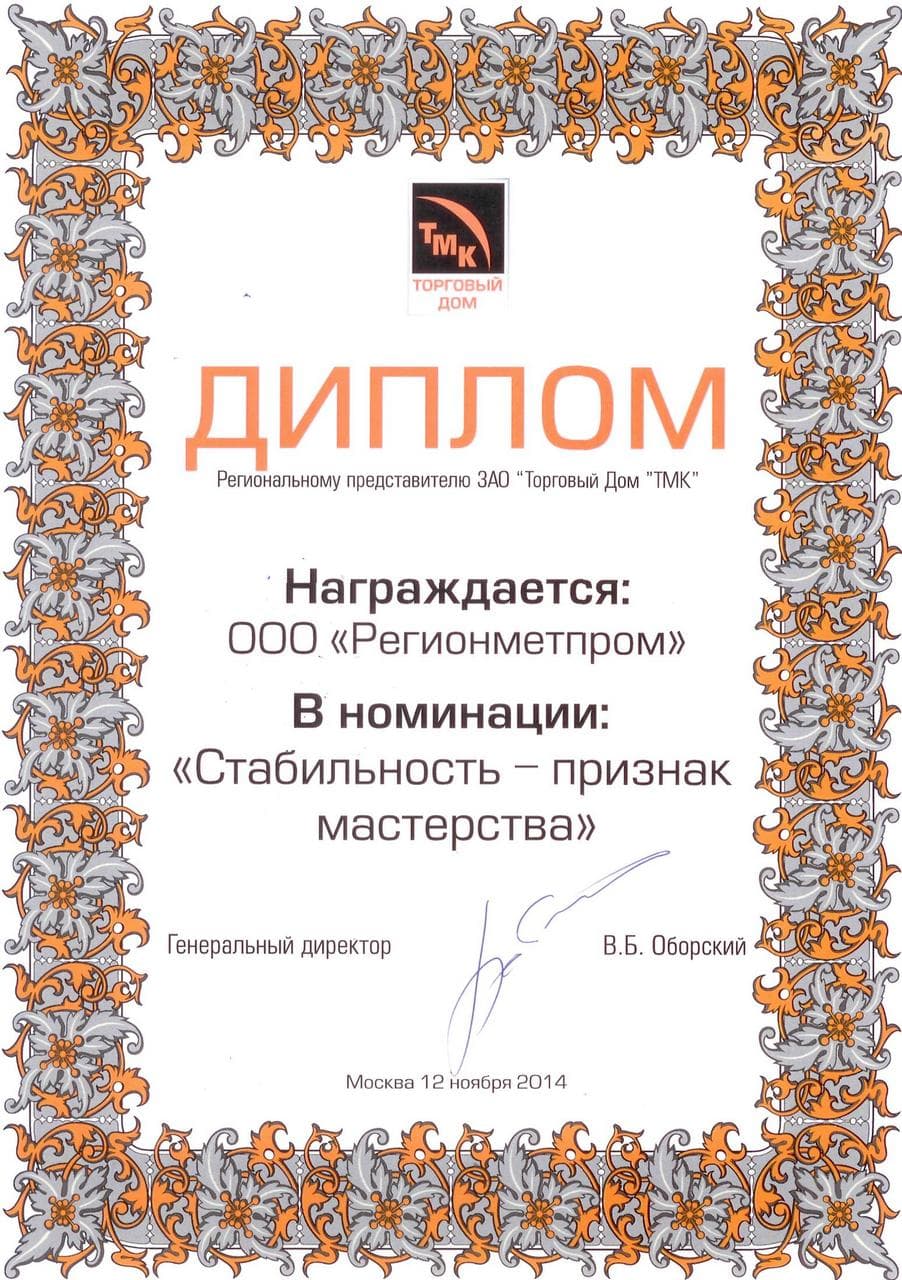 ТМК
ТОРГОВЫЙ
ДОМ
ДИПЛОМ
Региональному представителю ЗАО “Торговый Дом ”ТМК”
Награждается:
ООО «Регионметпром»
В номинации:
«Стабильность – признак
мастерства»
Генеральный директор
В.Б. Оборский
Москва 12 ноября 2014